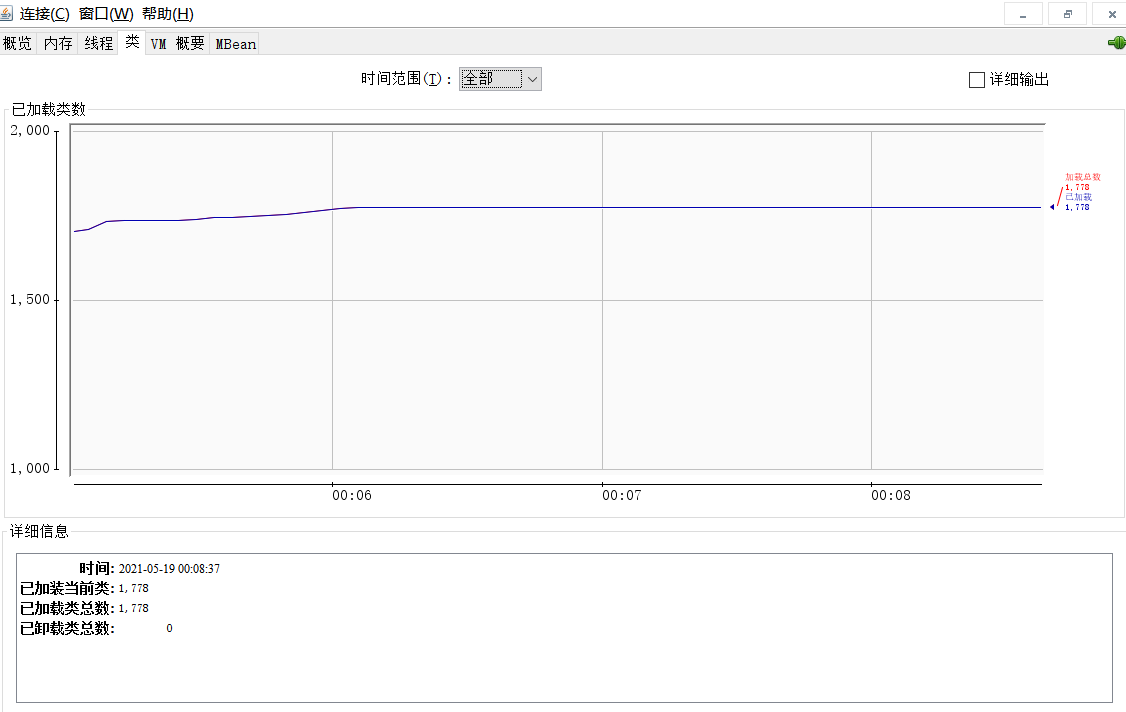 连接(C) 窗口(W) 帮助(H)
概览 内存 线程 类 VM 概要 MBean
时间范围(T) : 全部 详细输出
已加载类数
2,000
加载总数
1,778
已加载
1,778
1,500
1,000
00:06 00:07 00:08
详细信息
时间: 2021-05-19 00:08:37
已加装当前类: 1,778
已加载类总数: 1,778
已卸载类总数: 0